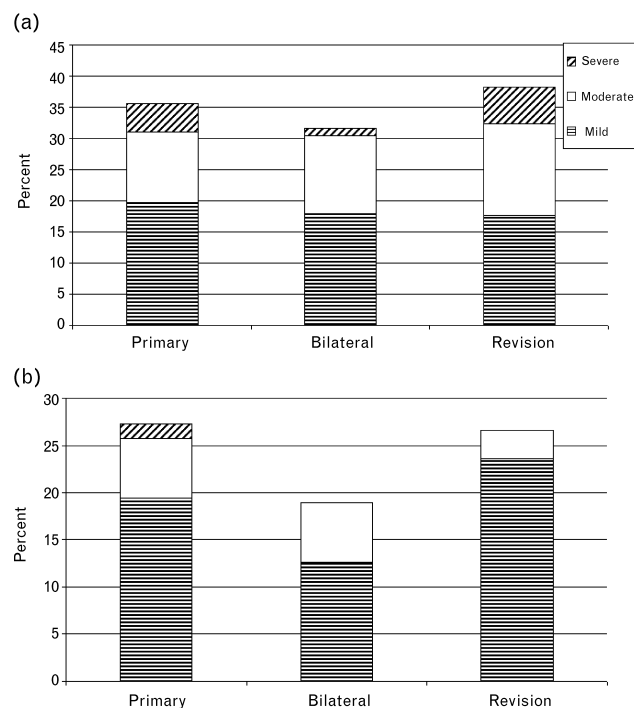 (a)
45
40
35
30
25
20
15
10
5
0
Percent
Severe
Moderate
Mild
Primary Bilateral Revision
(b)
30
25
20
15
10
5
0
Percent
Primary Bilateral Revision